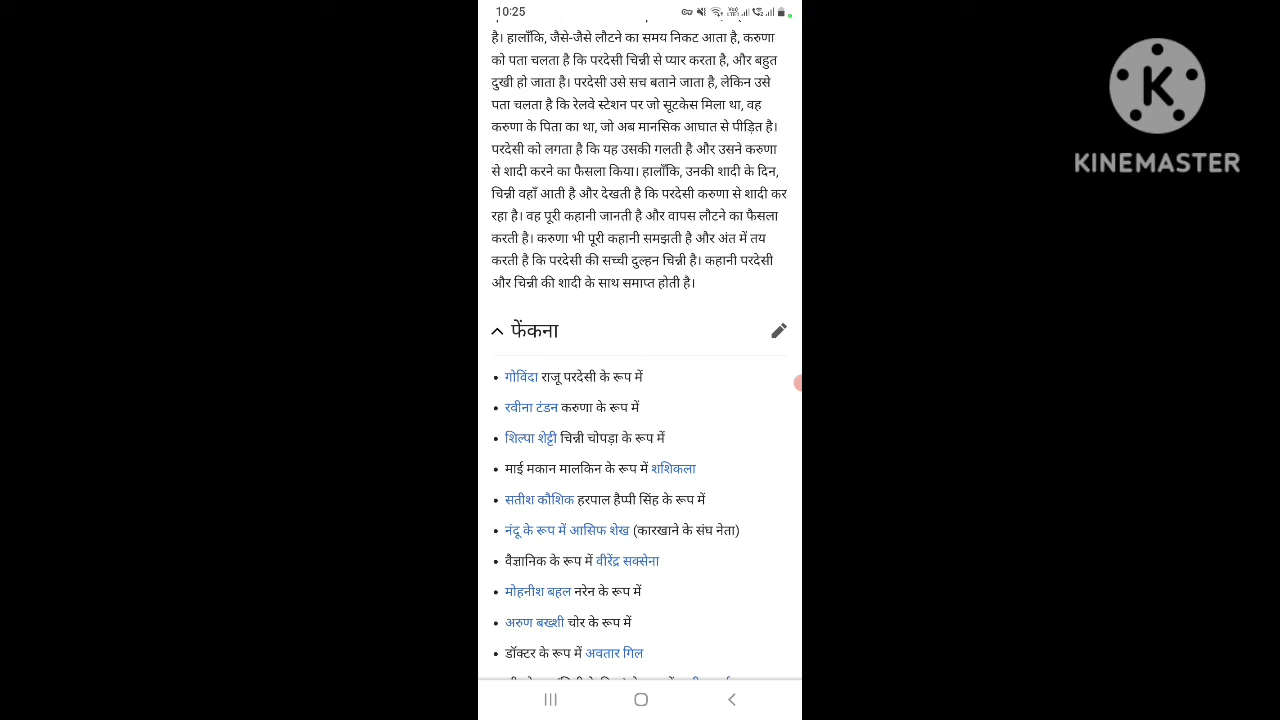 10:25
है। हालाँकि, जैसे-जैसे लौटने का समय निकट आता है, करुणा
को पता चलता है कि परदेसी चिन्नी से प्यार करता है, और बहुत
दुखी हो जाता है। परदेसी उसे सच बताने जाता है, लेकिन उसे
पता चलता है कि रेलवे स्टेशन पर जो सूटकेस मिला था, वह
करुणा के पिता का था, जो अब मानसिक आघात से पीड़ित है।
परदेसी को लगता है कि यह उसकी गलती है और उसने करुणा
से शादी करने का फैसला किया। हालाँकि, उनकी शादी के दिन,
चिन्नी वहाँ आती है और देखती है कि परदेसी करुणा से शादी कर
रहा है। वह पूरी कहानी जानती है और वापस लौटने का फैसला
करती है। करुणा भी पूरी कहानी समझती है और अंत में तय
करती है कि परदेसी की सच्ची दुल्हन चिन्नी है। कहानी परदेसी
और चिन्नी की शादी के साथ समाप्त होती है।
फेंकना
• गोविंदा राजू परदेसी के रूप में
• रवीना टंडन करुणा के रूप में
• शिल्पा शेट्टी चिन्नी चोपड़ा के रूप में
• माई मकान मालकिन के रूप में शशिकला
• सतीश कौशिक हरपाल हैप्पी सिंह के रूप में
• नंदू के रूप में आसिफ शेख (कारखाने के संघ नेता)
• वैज्ञानिक के रूप में वीरेंद्र सक्सेना
• मोहनीश बहल नरेन के रूप में
• अरुण बख्शी चोर के रूप में
• डॉक्टर के रूप में अवतार गिल
KINEMASTER